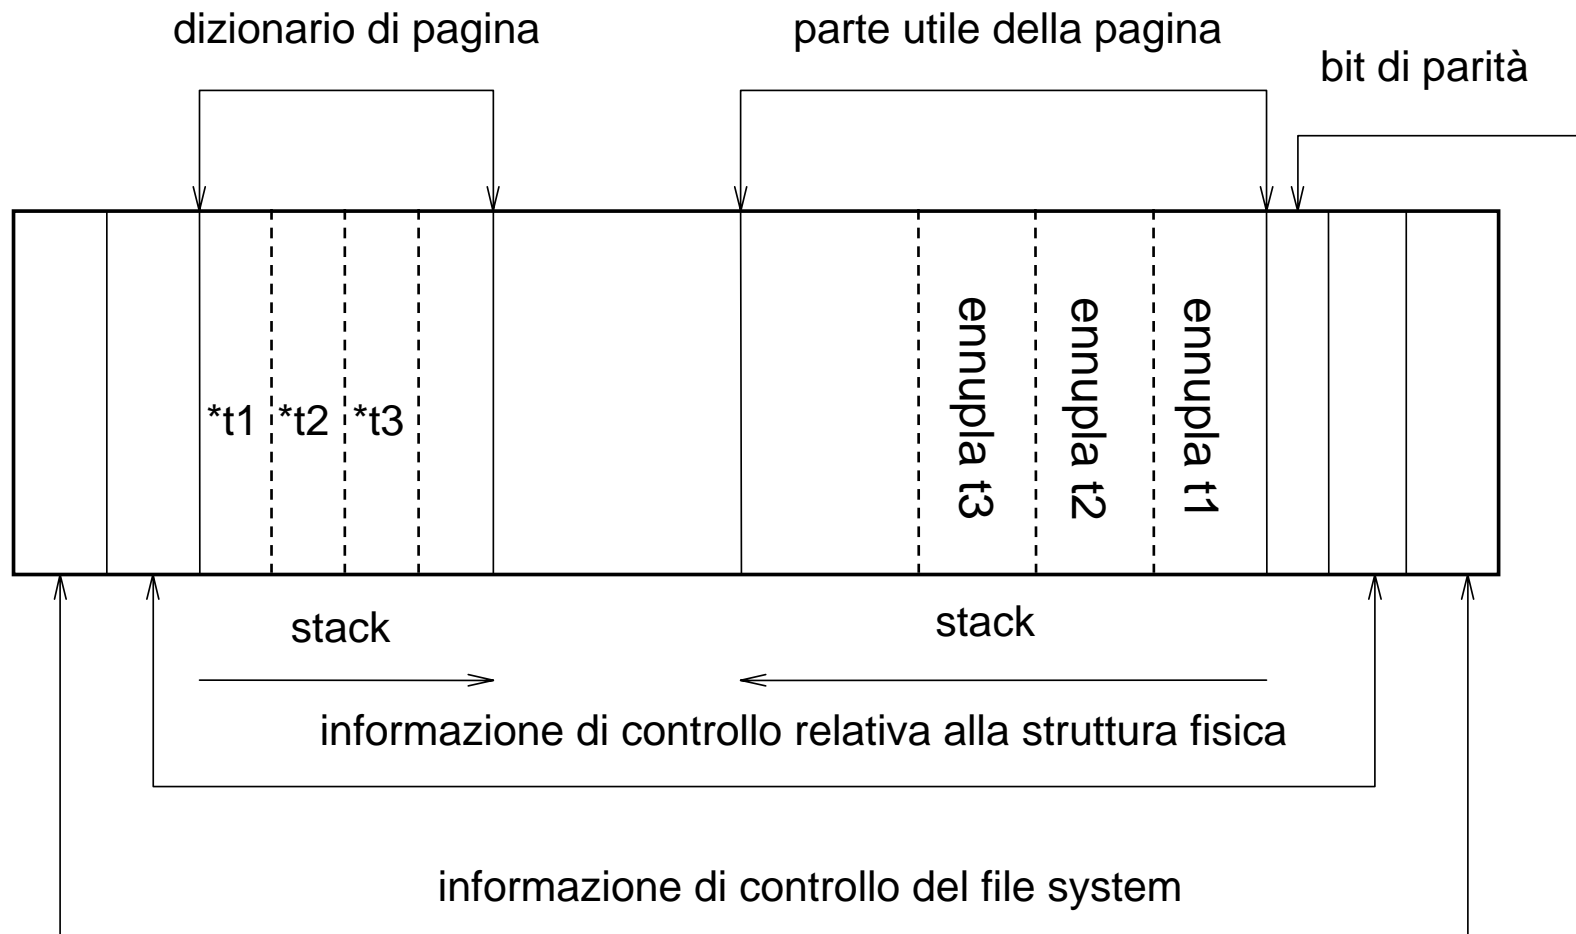 dizionario di pagina
parte utile della pagina
bit di parità
*t1
*t2
*t3
ennupla t3
ennupla t2
ennupla t1
stack
stack
informazione di controllo relativa alla struttura fisica
informazione di controllo del file system